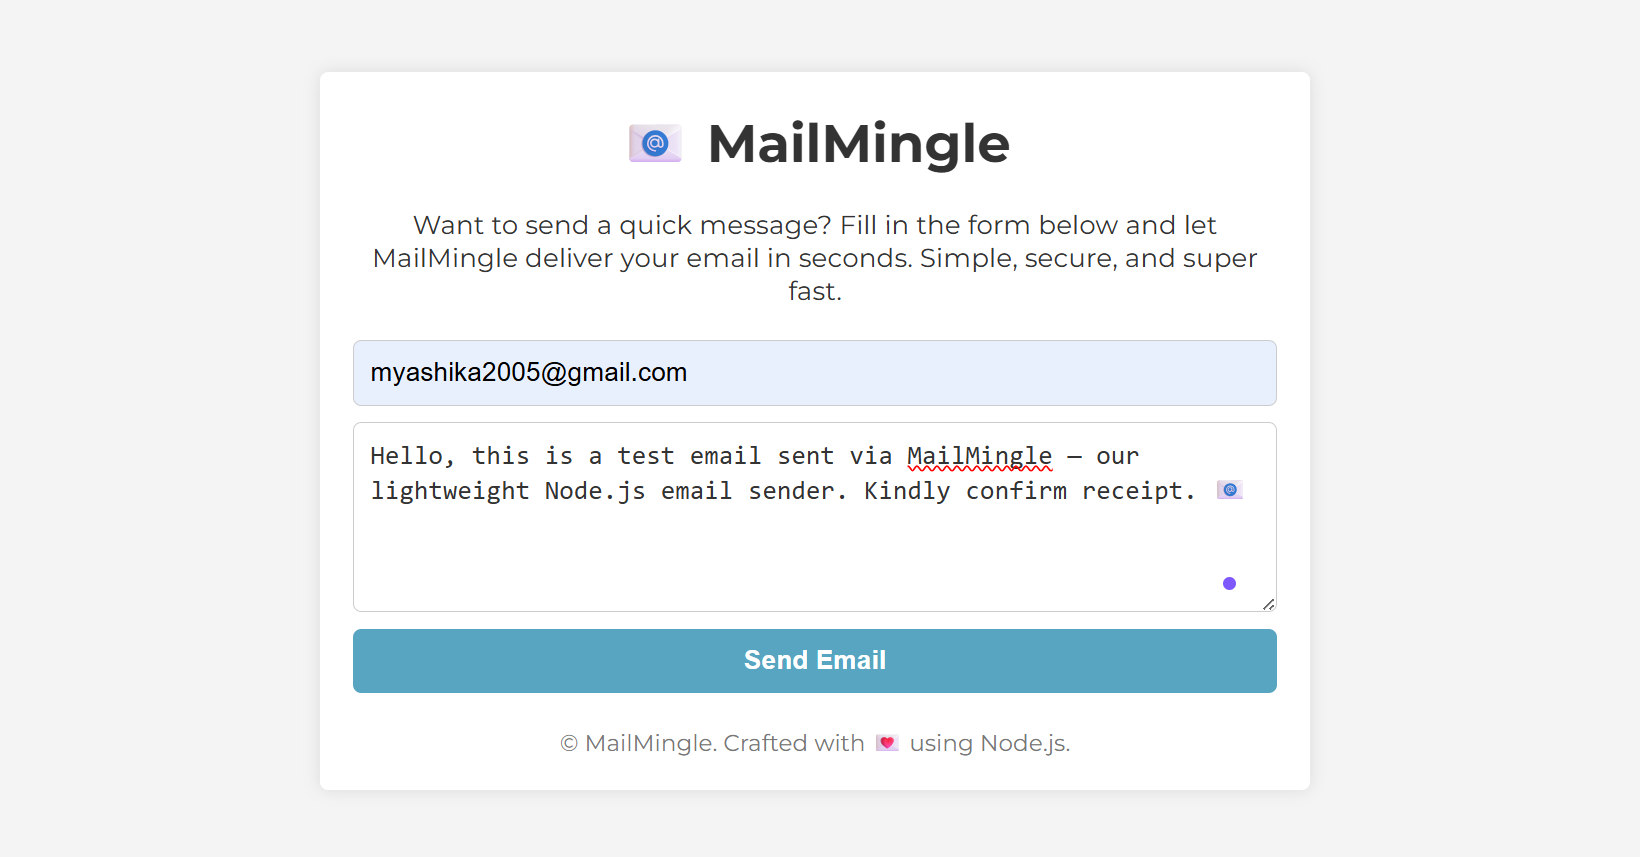 📧 MailMingle
Want to send a quick message? Fill in the form below and let
MailMingle deliver your email in seconds. Simple, secure, and super
fast.
myashika2005@gmail.com
Hello, this is a test email sent via MailMingle — our
lightweight Node.js email sender. Kindly confirm receipt. 📧
Send Email
© MailMingle. Crafted with 💌 using Node.js.